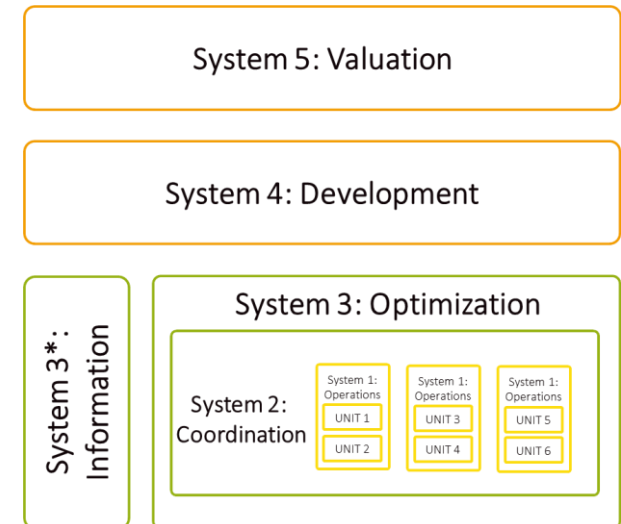 System 5: Valuation
System 4: Development
System 3*:
Information
System 3: Optimization
System 2:
Coordination
System 1:
Operations
UNIT 1
UNIT 2
System 1:
Operations
UNIT 3
UNIT 4
System 1:
Operations
UNIT 5
UNIT 6